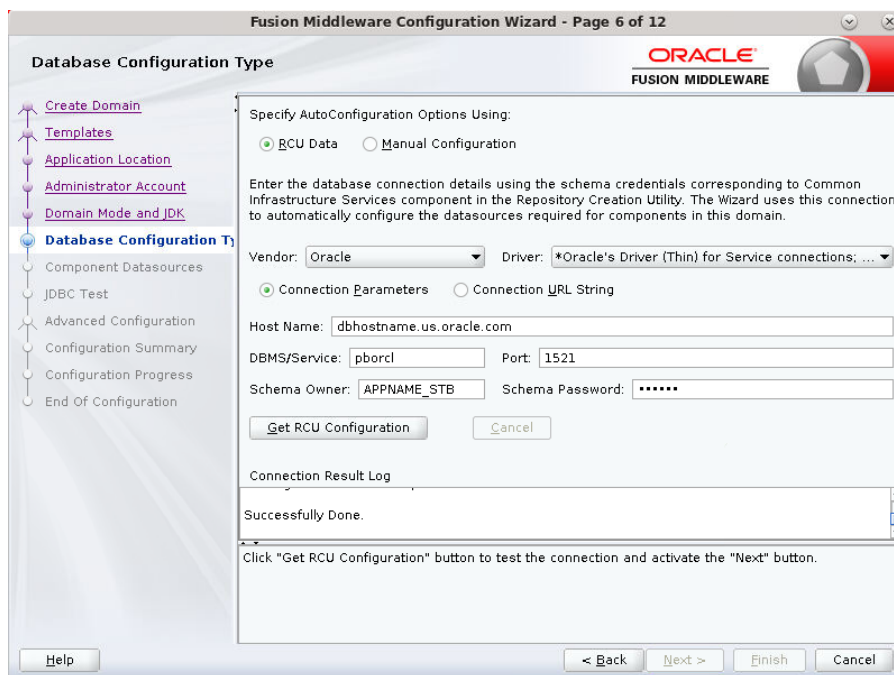 Fusion Middleware Configuration Wizard - Page 6 of 12
Database Configuration Type
ORACLE
FUSION MIDDLEWARE
Create Domain
Templates
Application Location
Administrator Account
Domain Mode and JDK
Database Configuration Ty
Component Datasources
JDBC Test
Advanced Configuration
Configuration Summary
Configuration Progress
End Of Configuration
Specify AutoConfiguration Options Using:
RCU Data Manual Configuration
Enter the database connection details using the schema credentials corresponding to Common
Infrastructure Services component in the Repository Creation Utility. The Wizard uses this connection
to automatically configure the datasources required for components in this domain.
Vendor: Oracle Driver: *Oracle's Driver (Thin) for Service connections; ...
Connection Parameters Connection URL String
Host Name: dbhostname.us.oracle.com
DBMS/Service: pborcl Port: 1521
Schema Owner: APPNAME_STB Schema Password: ••••••
Get RCU Configuration Cancel
Connection Result Log
Successfully Done.
Click "Get RCU Configuration" button to test the connection and activate the "Next" button.
Help < Back Next > Finish Cancel